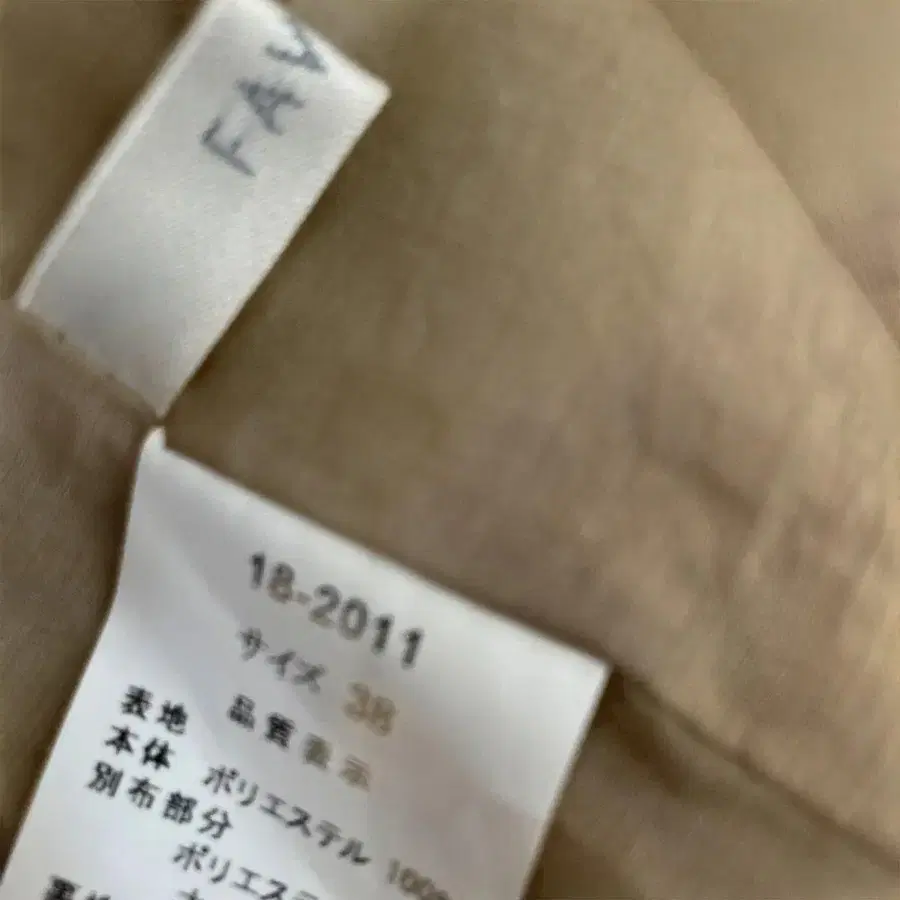 FAV
18-2011
サイズ 38
品質表示
表地
本体 ポリエステル 100%
別布部分
ポリエステ